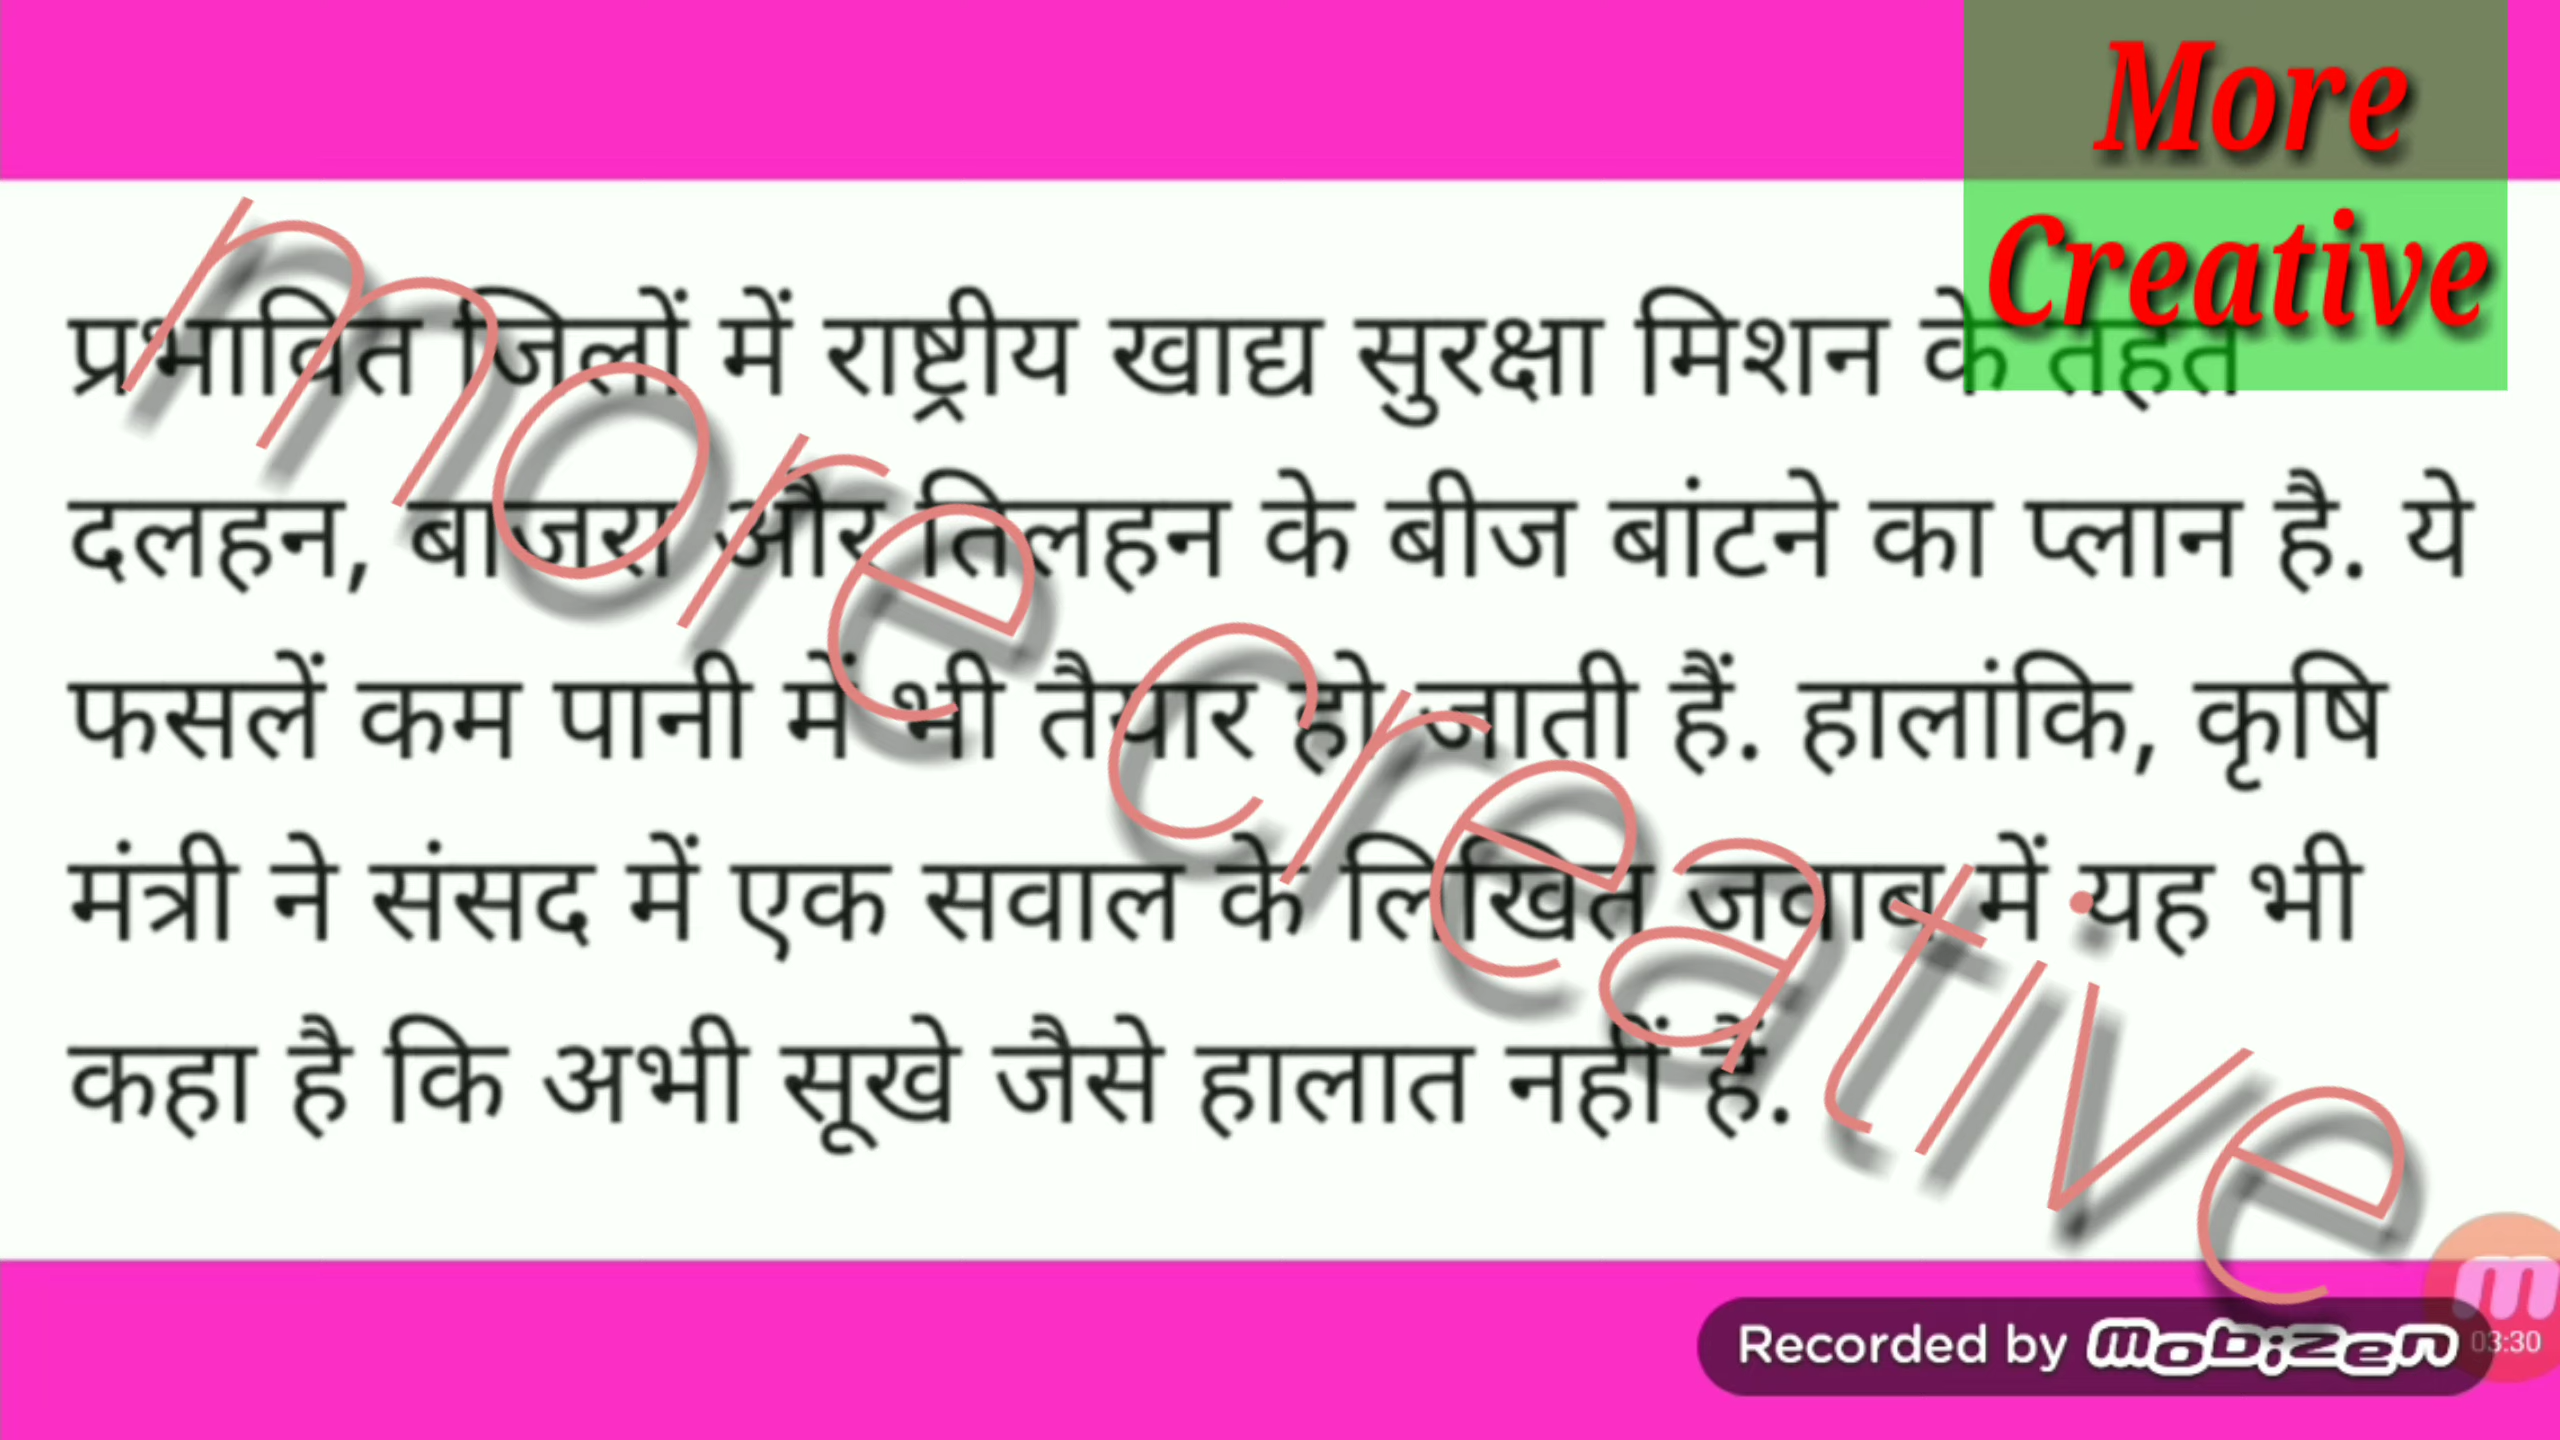 More
Creative
प्रभावित जिलों में राष्ट्रीय खाद्य सुरक्षा मिशन के तहत
दलहन, बाजरा और तिलहन के बीज बांटने का प्लान है. ये
फसलें कम पानी में भी तैयार हो जाती हैं. हालांकि, कृषि
मंत्री ने संसद में एक सवाल के लिखित जवाब में यह भी
कहा है कि अभी सूखे जैसे हालात नहीं हैं.
more creative
Recorded by mobizen
03:30